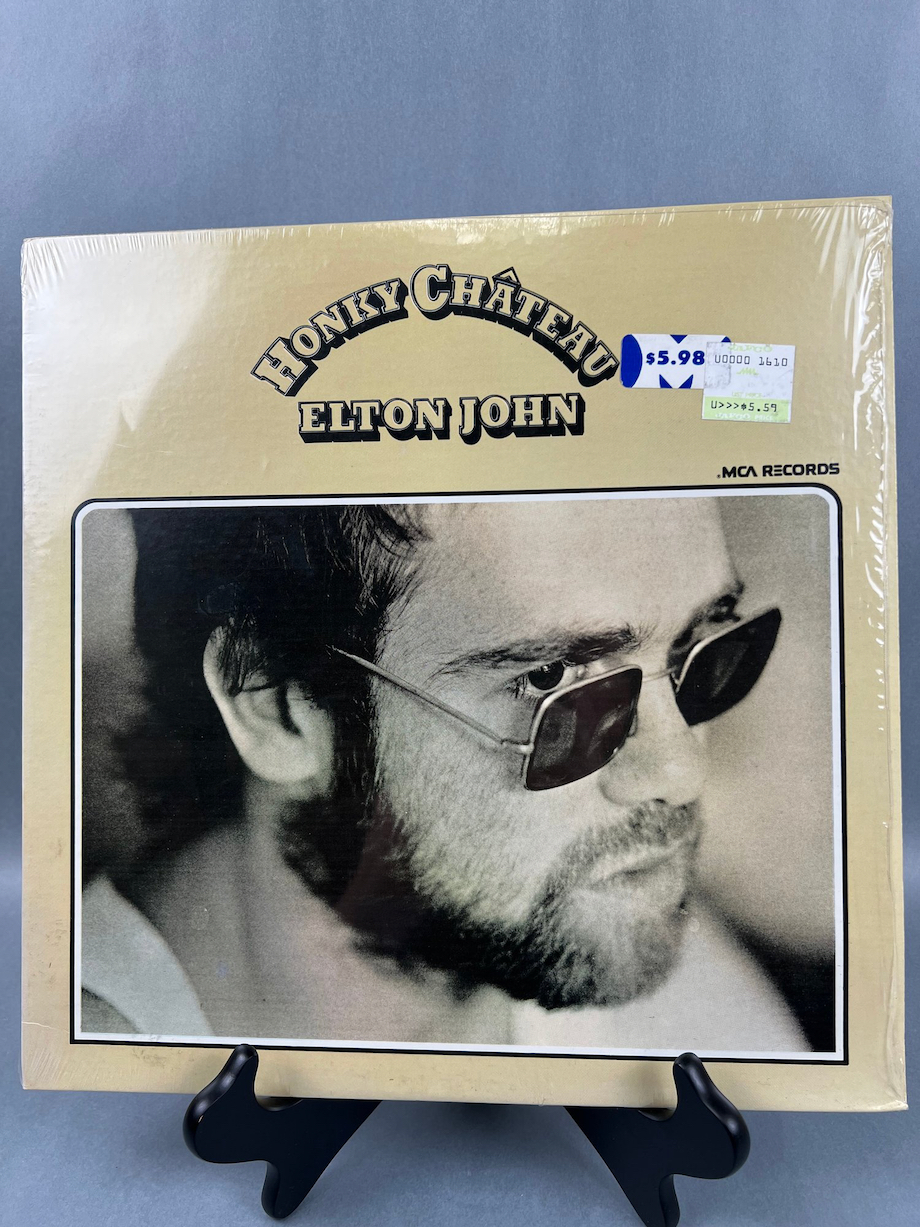 HONKY CHÂTEAU
ELTON JOHN
$5.98
U0000 1610
U>>>$5.59
.MCA RECORDS